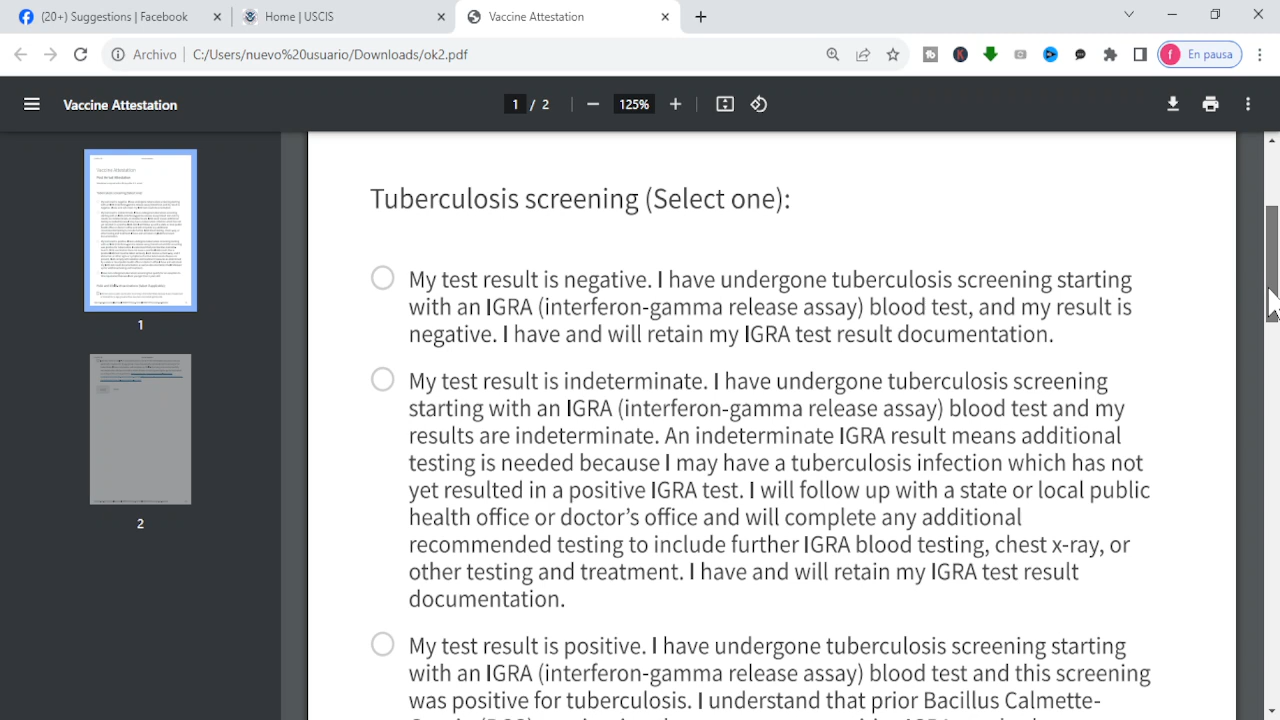 (20+) Suggestions | Facebook
Home | USCIS
Vaccine Attestation
Archivo
C:/Users/nuevo%20usuario/Downloads/ok2.pdf
f En pausa
Vaccine Attestation
1 / 2
125%
Tuberculosis screening (Select one):
My test result is negative. I have undergone tuberculosis screening starting
with an IGRA (interferon-gamma release assay) blood test, and my result is
negative. I have and will retain my IGRA test result documentation.
My test result is indeterminate. I have undergone tuberculosis screening
starting with an IGRA (interferon-gamma release assay) blood test and my
results are indeterminate. An indeterminate IGRA result means additional
testing is needed because I may have a tuberculosis infection which has not
yet resulted in a positive IGRA test. I will follow up with a state or local public
health office or doctor’s office and will complete any additional
recommended testing to include further IGRA blood testing, chest x-ray, or
other testing and treatment. I have and will retain my IGRA test result
documentation.
My test result is positive. I have undergone tuberculosis screening starting
with an IGRA (interferon-gamma release assay) blood test and this screening
was positive for tuberculosis. I understand that prior Bacillus Calmette-
1
2